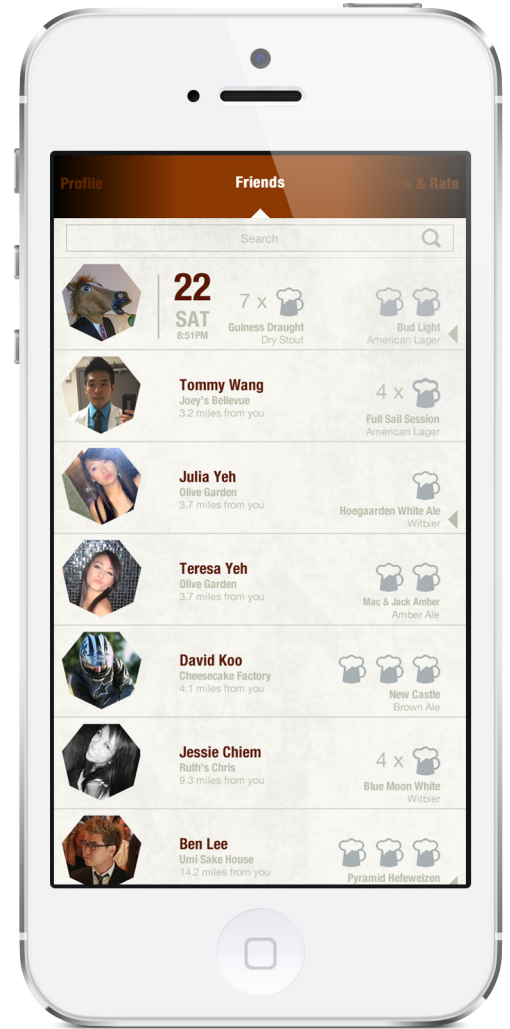 Profile
Friends
& Rate
Search
22
SAT
8:51PM
7 x
Guiness Draught
Dry Stout
Bud Light
American Lager
Tommy Wang
Joey's Bellevue
3.2 miles from you
4 x
Full Sail Session
American Lager
Julia Yeh
Olive Garden
3.7 miles from you
Hoegaarden White Ale
Witbier
Teresa Yeh
Olive Garden
3.7 miles from you
Mac & Jack Amber
Amber Ale
David Koo
Cheesecake Factory
4.1 miles from you
New Castle
Brown Ale
Jessie Chiem
Ruth's Chris
9.3 miles from you
4 x
Blue Moon White
Witbier
Ben Lee
Umi Sake House
14.2 miles from you
Pyramid Hefeweizen